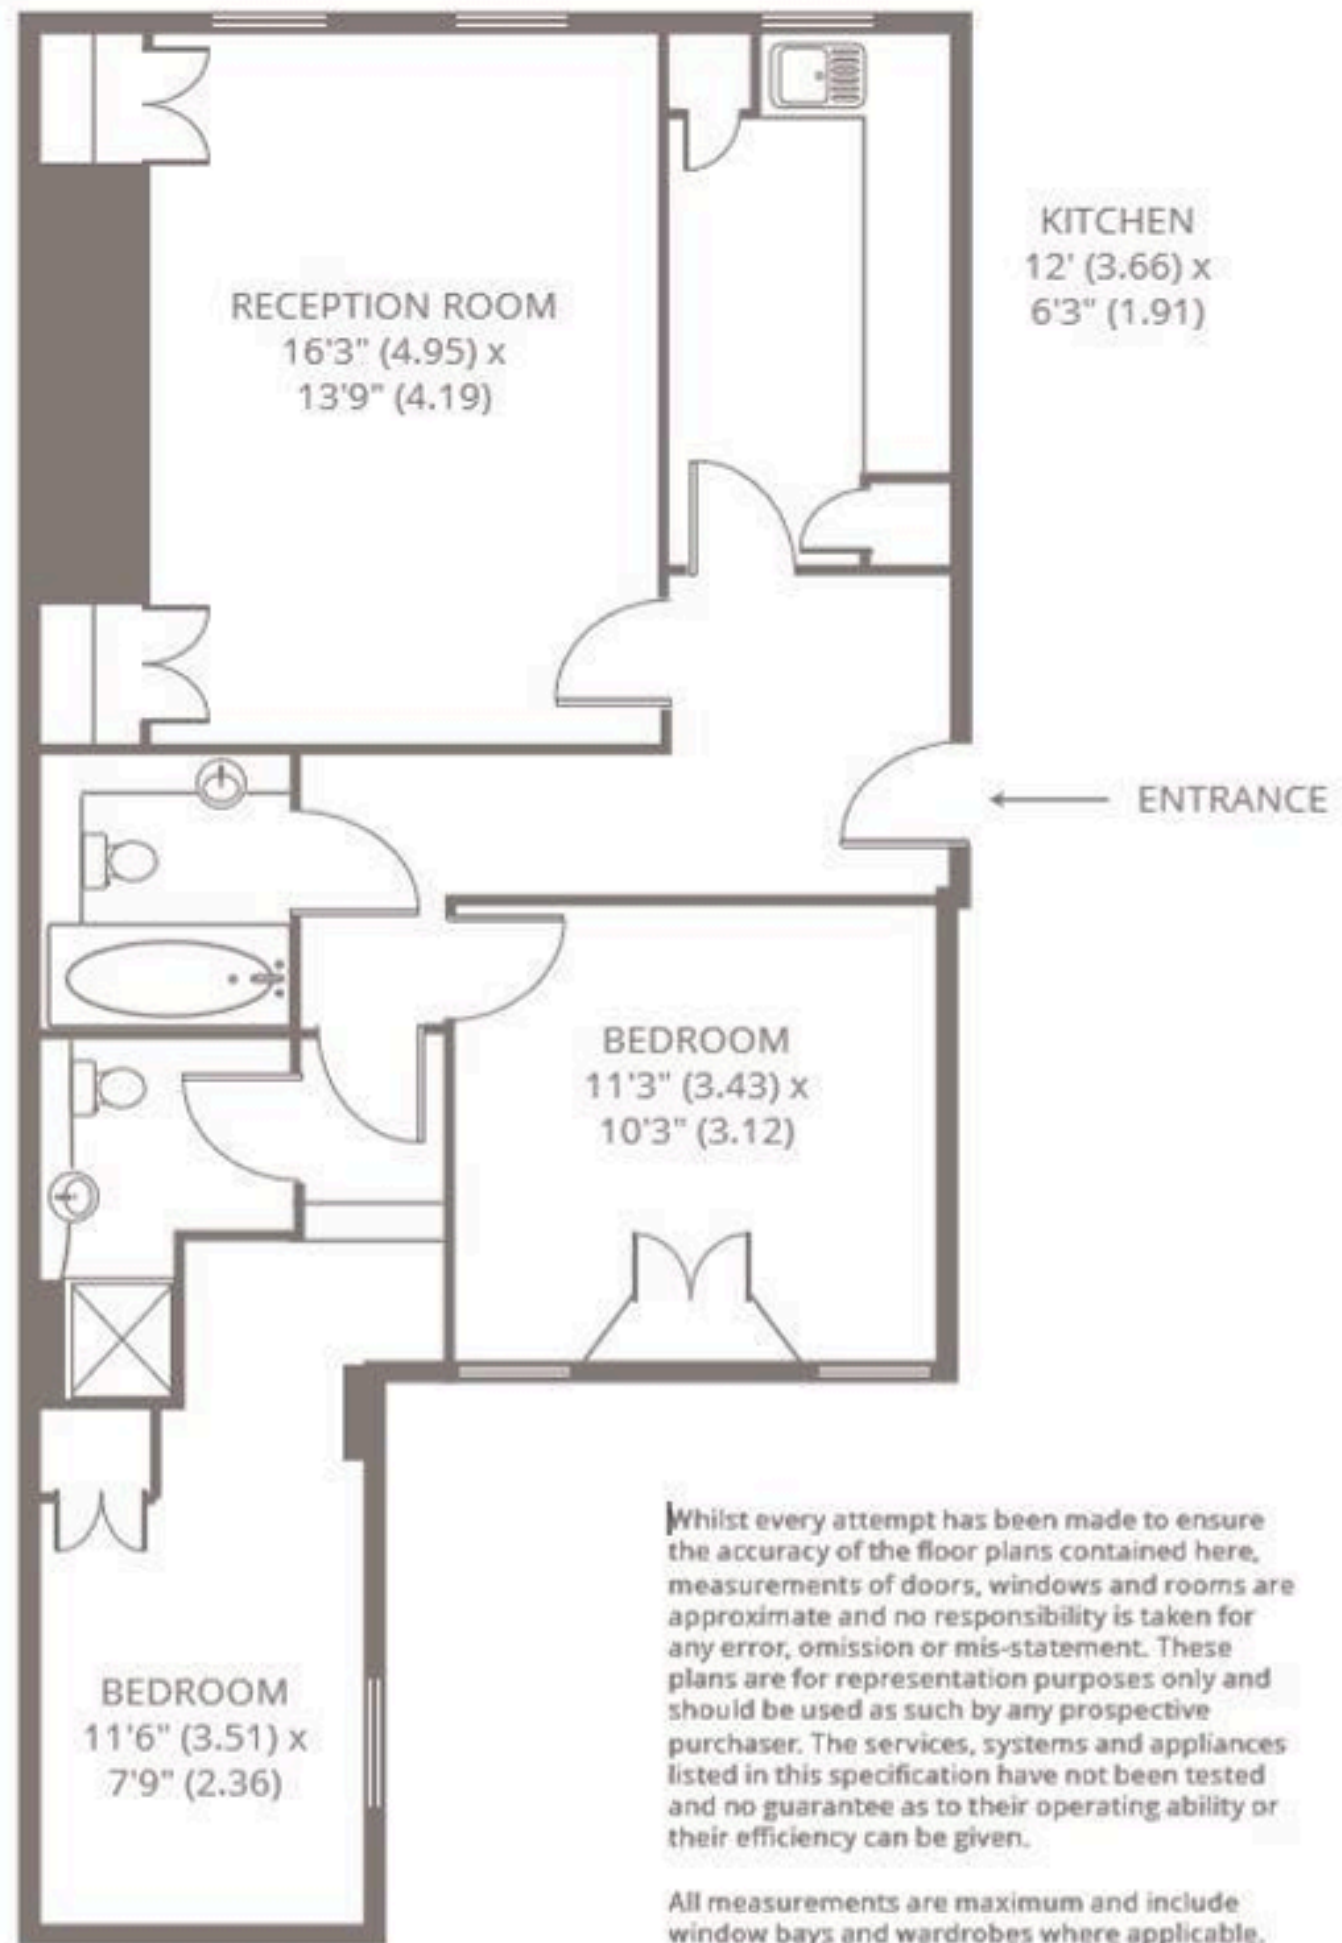 KITCHEN
12' (3.66) x
6'3" (1.91)
RECEPTION ROOM
16'3" (4.95) x
13'9" (4.19)
ENTRANCE
BEDROOM
11'3" (3.43) x
10'3" (3.12)
BEDROOM
11'6" (3.51) x
7'9" (2.36)
Whilst every attempt has been made to ensure
the accuracy of the floor plans contained here,
measurements of doors, windows and rooms are
approximate and no responsibility is taken for
any error, omission or mis-statement. These
plans are for representation purposes only and
should be used as such by any prospective
purchaser. The services, systems and appliances
listed in this specification have not been tested
and no guarantee as to their operating ability or
their efficiency can be given.
All measurements are maximum and include
window bays and wardrobes where applicable.